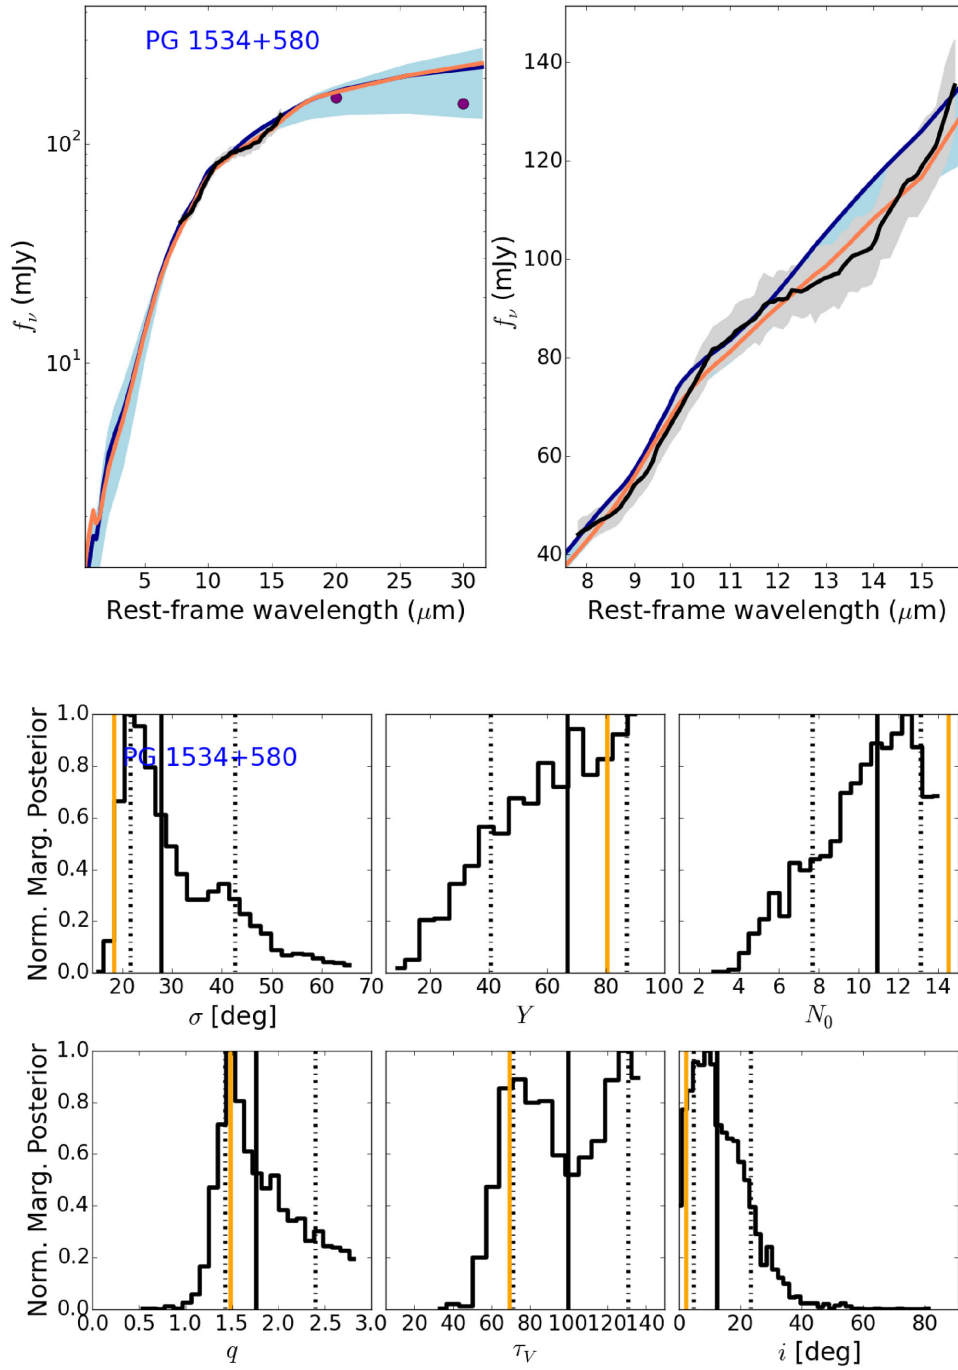 PG 1534+580
10²
10¹
f_ν (mJy)
5 10 15 20 25 30
Rest-frame wavelength (μm)
140
120
100
80
60
40
f_ν (mJy)
8 9 10 11 12 13 14 15
Rest-frame wavelength (μm)
Norm. Marg. Posterior
1.0
0.8
0.6
0.4
0.2
0.0
PG 1534+580
20 30 40 50 60 70
σ [deg]
20 40 60 80 100
Y
2 4 6 8 10 12 14
N₀
Norm. Marg. Posterior
1.0
0.8
0.6
0.4
0.2
0.0
0.0 0.5 1.0 1.5 2.0 2.5 3.0
q
20 40 60 80 100 120 140
τ_V
0 20 40 60 80
i [deg]